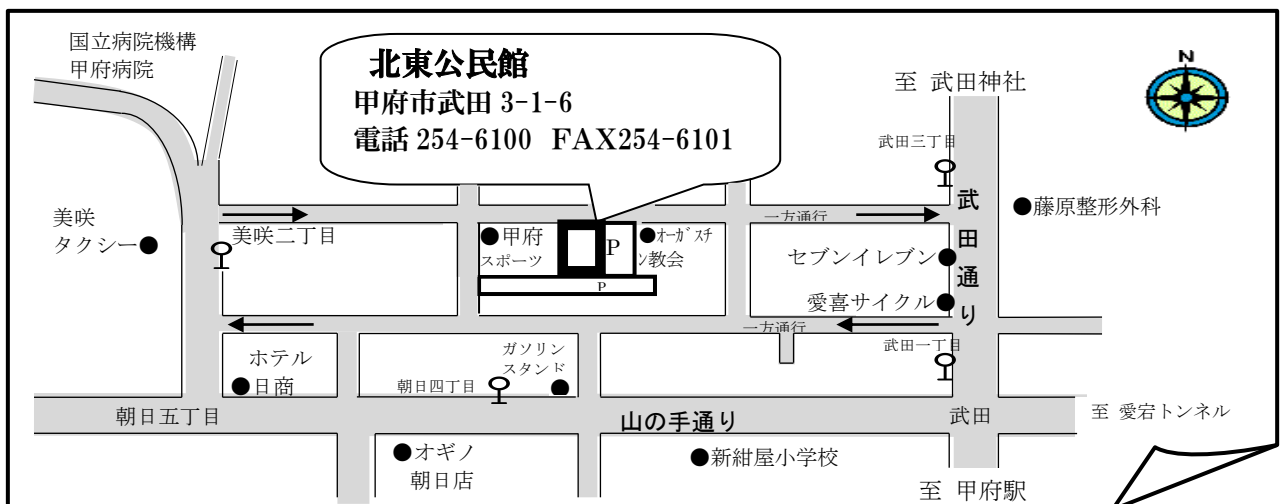 国立病院機構
甲府病院
北東公民館
甲府市武田 3-1-6
電話 254-6100 FAX254-6101
N
至 武田神社
武田三丁目
武田通り
●藤原整形外科
一方通行
美咲
タクシー●
美咲二丁目
●甲府
スポーツ
P
●オーガスチ
ン教会
P
セブンイレブン●
愛喜サイクル●
一方通行
武田一丁目
ホテル
●日商
ガソリン
スタンド
●
朝日四丁目
朝日五丁目
山の手通り
武田
至 愛宕トンネル
●オギノ
朝日店
●新紺屋小学校
至 甲府駅